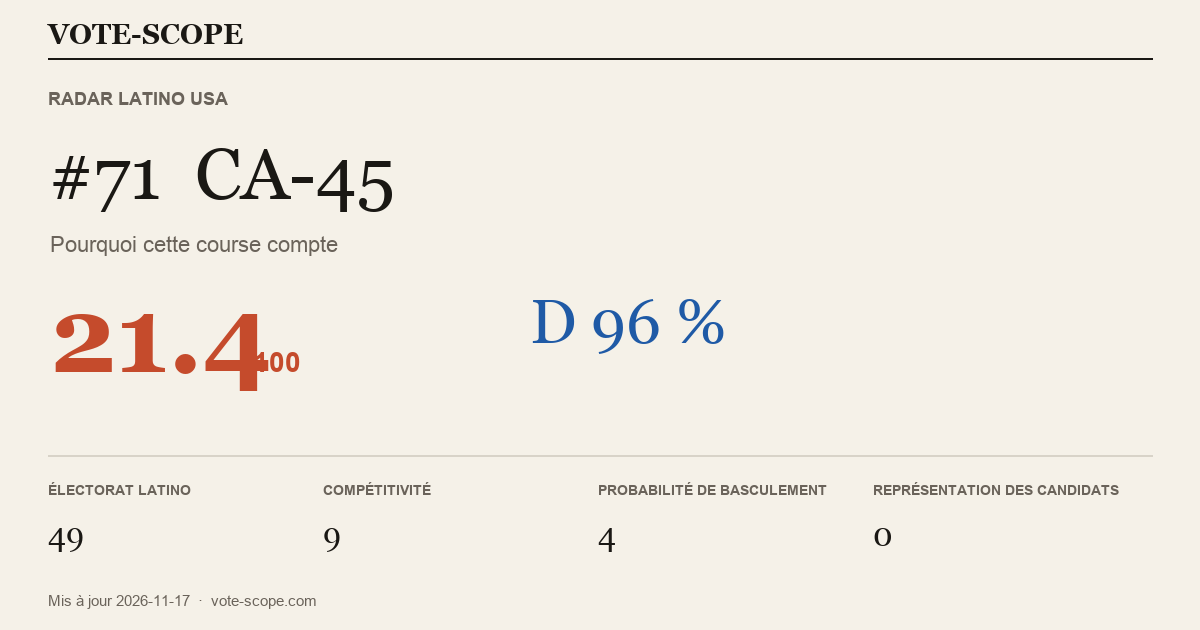 VOTE-SCOPE
RADAR LATINO USA
#71 CA-45
Pourquoi cette course compte
21.4
D 96 %
ÉLECTORAT LATINO
COMPÉTITIVITÉ
PROBABILITÉ DE BASCULEMENT
REPRÉSENTATION DES CANDIDATS
49
9
4
0
Mis à jour 2026-11-17 · vote-scope.com